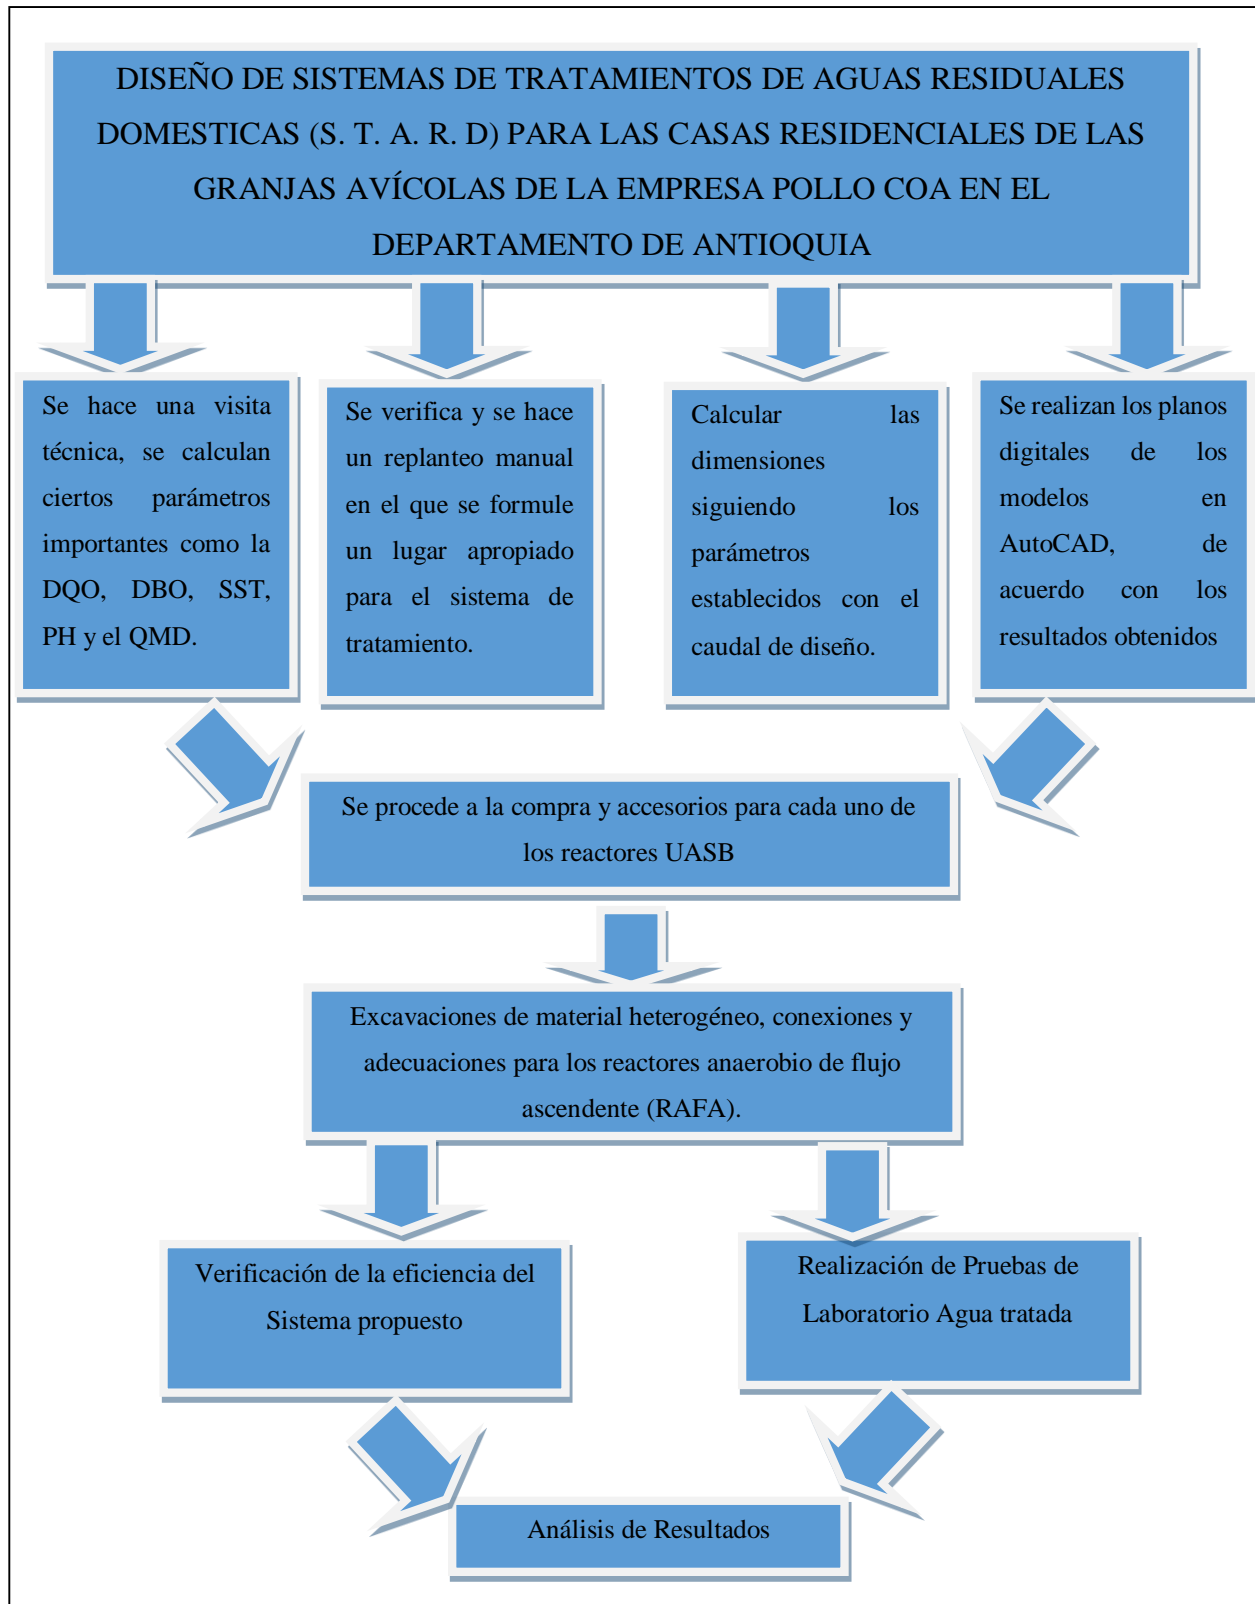 DISEÑO DE SISTEMAS DE TRATAMIENTOS DE AGUAS RESIDUALES
DOMESTICAS (S. T. A. R. D) PARA LAS CASAS RESIDENCIALES DE LAS
GRANJAS AVÍCOLAS DE LA EMPRESA POLLO COA EN EL
DEPARTAMENTO DE ANTIOQUIA
Se hace una visita
técnica, se calculan
ciertos parámetros
importantes como la
DQO, DBO, SST,
PH y el QMD.
Se verifica y se hace
un replanteo manual
en el que se formule
un lugar apropiado
para el sistema de
tratamiento.
Calcular las
dimensiones
siguiendo los
parámetros
establecidos con el
caudal de diseño.
Se realizan los planos
digitales de los
modelos en
AutoCAD, de
acuerdo con los
resultados obtenidos
Se procede a la compra y accesorios para cada uno de
los reactores UASB
Excavaciones de material heterogéneo, conexiones y
adecuaciones para los reactores anaerobio de flujo
ascendente (RAFA).
Verificación de la eficiencia del
Sistema propuesto
Realización de Pruebas de
Laboratorio Agua tratada
Análisis de Resultados